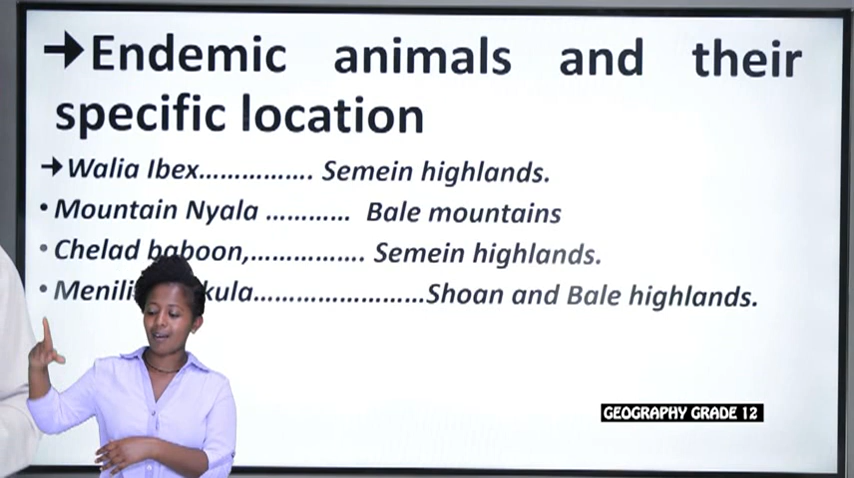 ➔Endemic animals and their
specific location
➔Walia Ibex................ Semein highlands.
• Mountain Nyala ............ Bale mountains
• Chelad baboon,................ Semein highlands.
• ........................Shoan and Bale highlands.
GEOGRAPHY GRADE 12